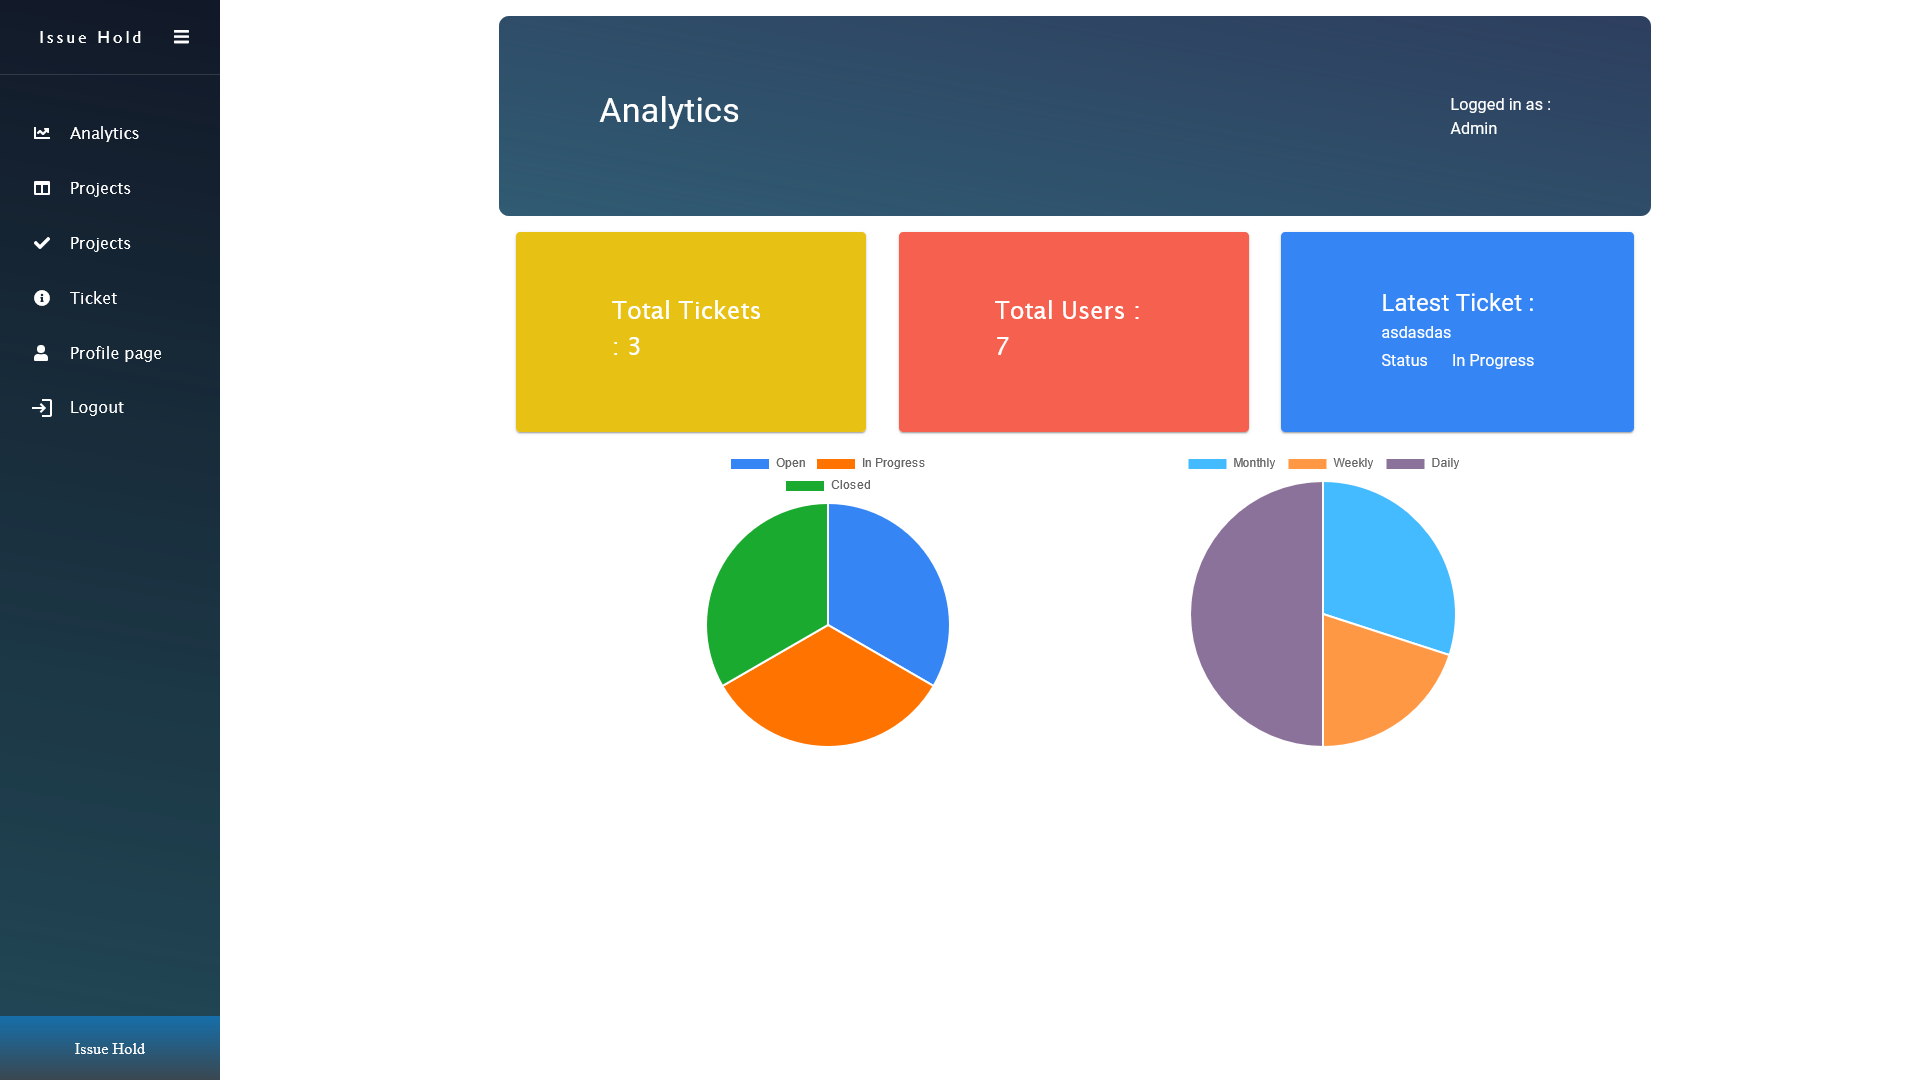 Issue Hold
Analytics
Projects
Projects
Ticket
Profile page
Logout
Issue Hold
Analytics
Logged in as :
Admin
Total Tickets
: 3
Total Users :
7
Latest Ticket :
asdasdas
Status In Progress
Open In Progress
Closed
Monthly Weekly Daily